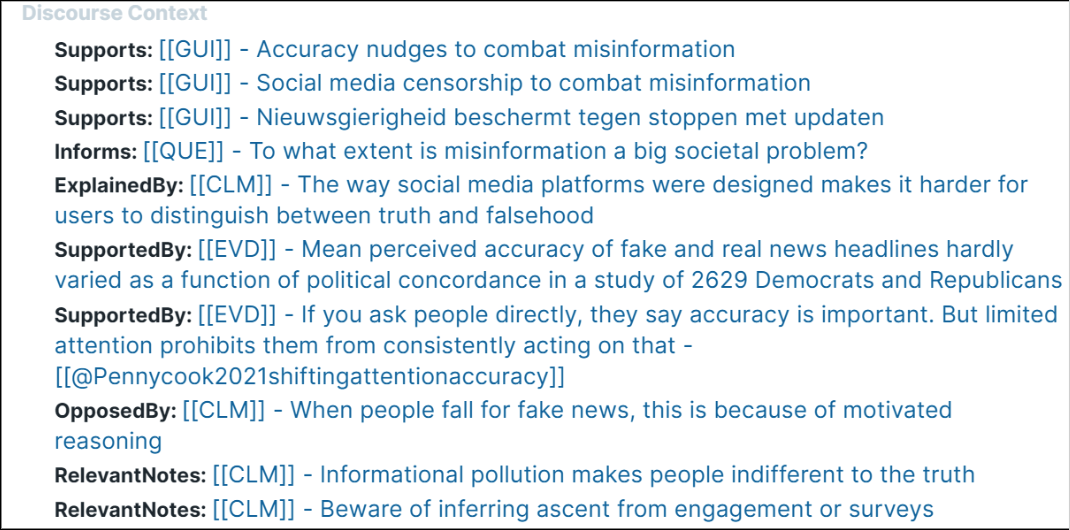 Discourse Context
Supports: [[GUI]] - Accuracy nudges to combat misinformation
Supports: [[GUI]] - Social media censorship to combat misinformation
Supports: [[GUI]] - Nieuwsgierigheid beschermt tegen stoppen met updaten
Informs: [[QUE]] - To what extent is misinformation a big societal problem?
ExplainedBy: [[CLM]] - The way social media platforms were designed makes it harder for
users to distinguish between truth and falsehood
SupportedBy: [[EVD]] - Mean perceived accuracy of fake and real news headlines hardly
varied as a function of political concordance in a study of 2629 Democrats and Republicans
SupportedBy: [[EVD]] - If you ask people directly, they say accuracy is important. But limited
attention prohibits them from consistently acting on that -
[[@Pennycook2021shiftingattentionaccuracy]]
OpposedBy: [[CLM]] - When people fall for fake news, this is because of motivated
reasoning
RelevantNotes: [[CLM]] - Informational pollution makes people indifferent to the truth
RelevantNotes: [[CLM]] - Beware of inferring ascent from engagement or surveys